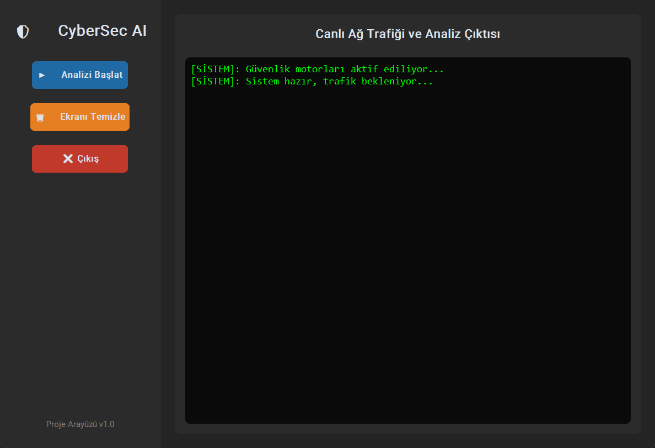 CyberSec AI
Analizi Başlat
Ekranı Temizle
Çıkış
Proje Arayüzü v1.0
Canlı Ağ Trafiği ve Analiz Çıktısı
[SİSTEM]: Güvenlik motorları aktif ediliyor...
[SİSTEM]: Sistem hazır, trafik bekleniyor...